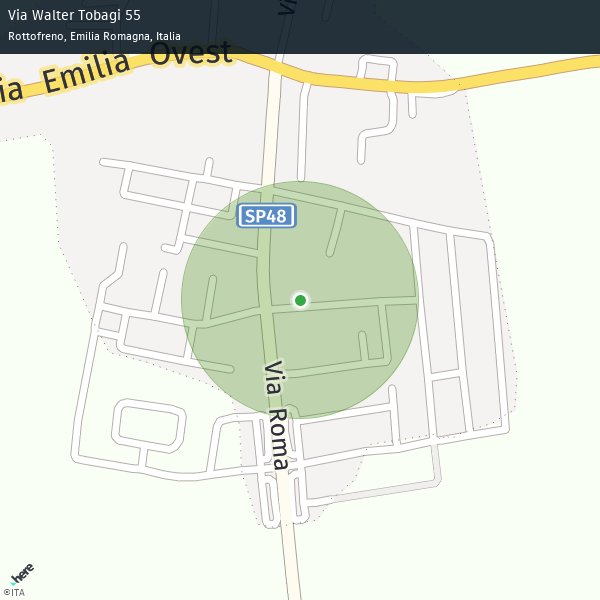 Via Walter Tobagi 55
Rottofreno, Emilia Romagna, Italia
ia Emilia Ovest
SP48
Via Roma
here
©ITA